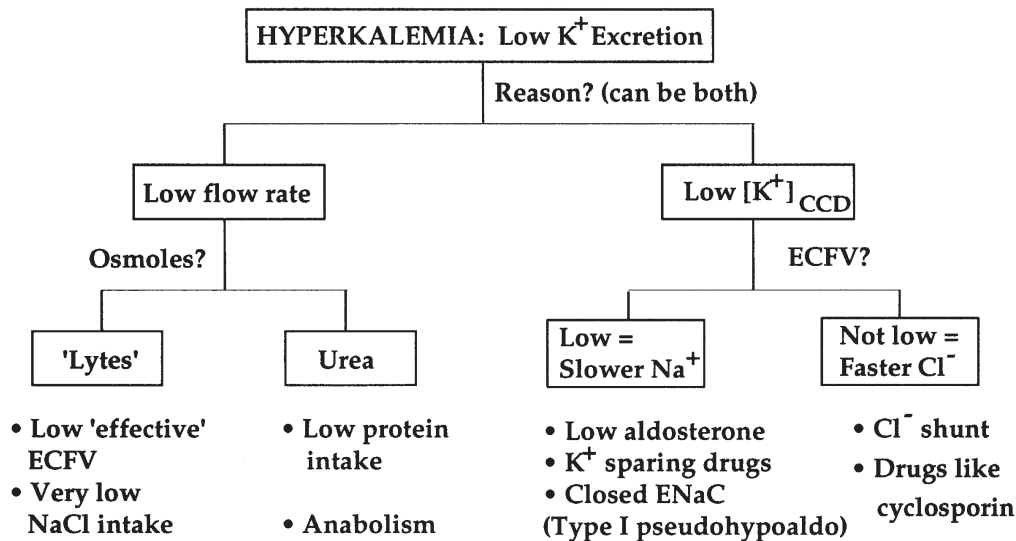 HYPERKALEMIA: Low K⁺ Excretion
Reason? (can be both)
Low flow rate
Low [K⁺] CCD
Osmoles?
ECFV?
'Lytes'
Urea
Low =
Slower Na⁺
Not low =
Faster Cl⁻
• Low 'effective'
ECFV
• Very low
NaCl intake
• Low protein
intake
• Anabolism
• Low aldosterone
• K⁺ sparing drugs
• Closed ENaC
(Type I pseudohypoaldo)
• Cl⁻ shunt
• Drugs like
cyclosporin